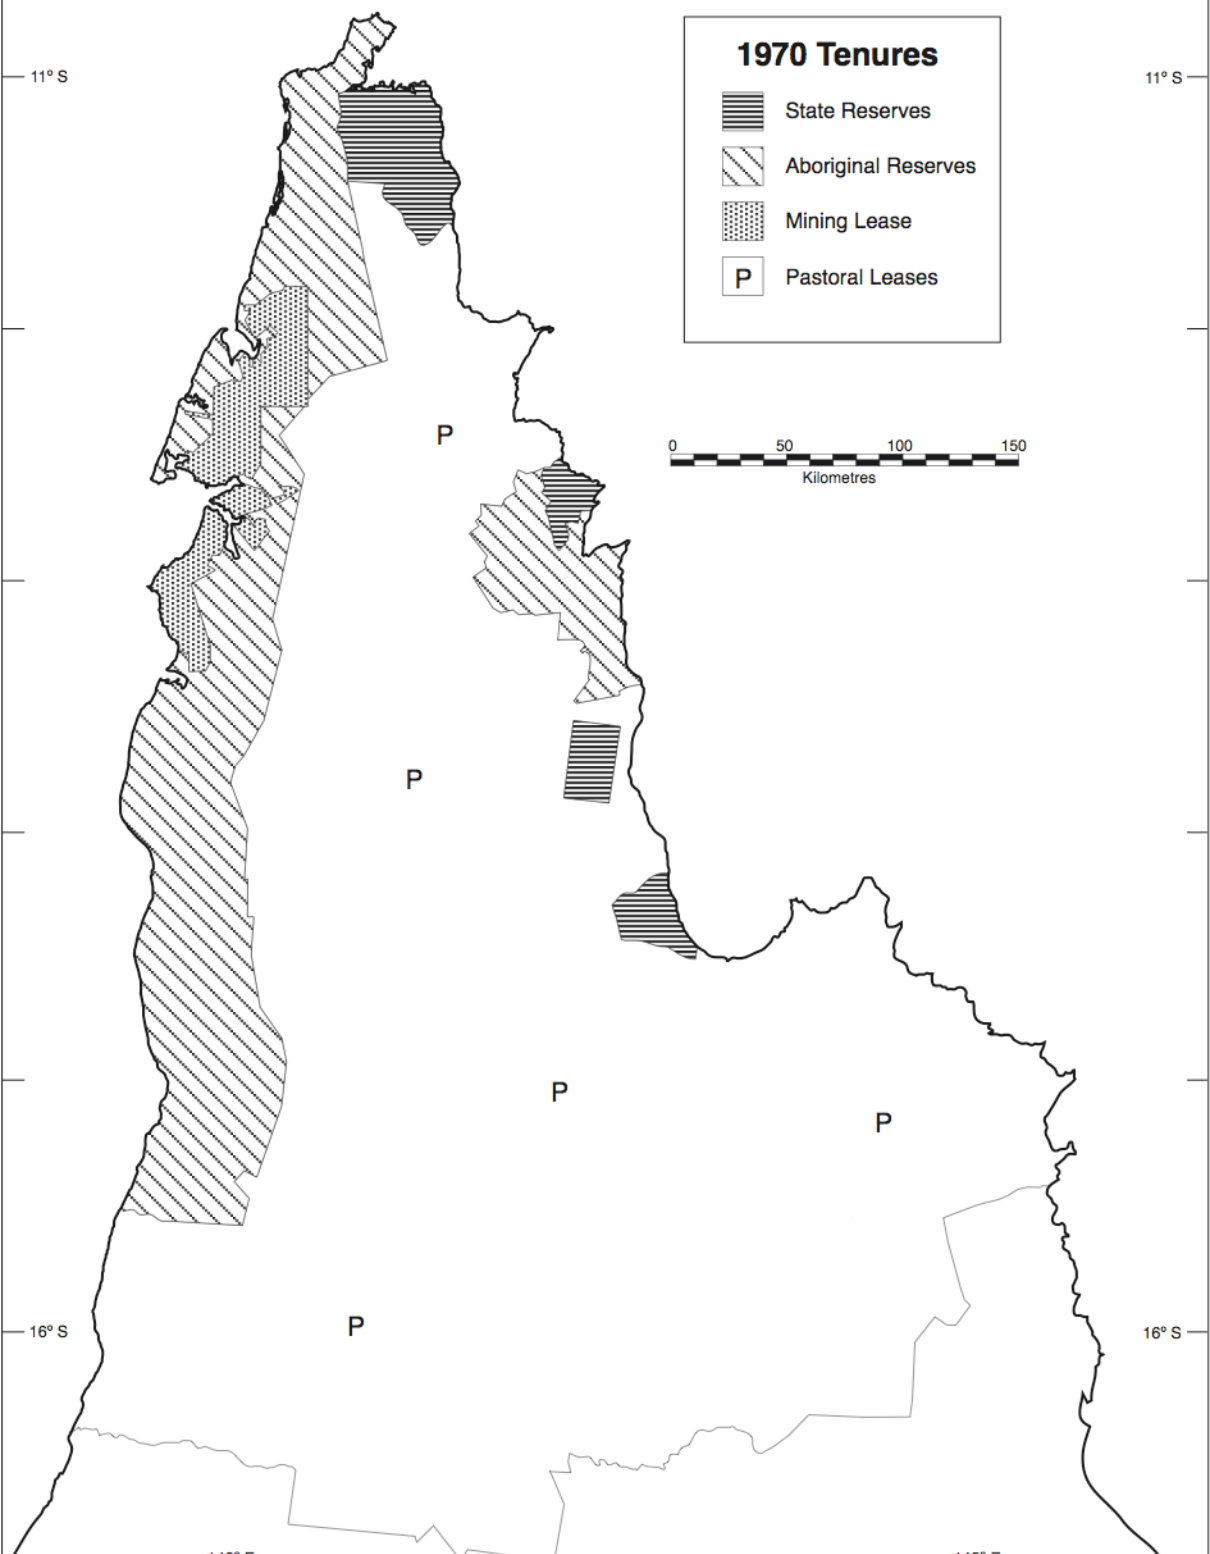 1970 Tenures
11° S
11° S
State Reserves
Aboriginal Reserves
Mining Lease
P Pastoral Leases
P
0 50 100 150
Kilometres
P
P
P
P
16° S
16° S